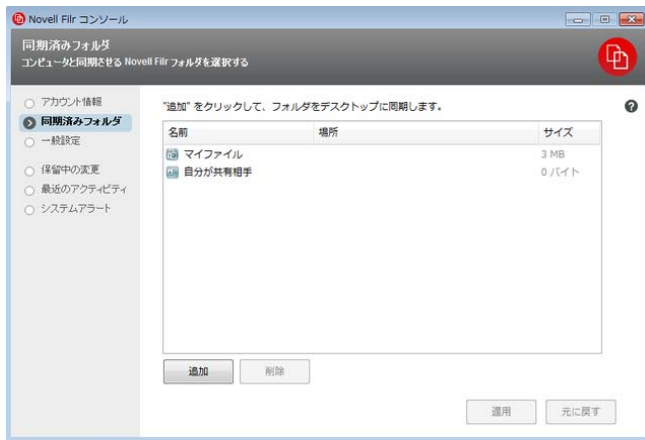 Novell Filr コンソール
同期済みフォルダ
コンピュータと同期させる Novell Filr フォルダを選択する
アカウント情報
同期済みフォルダ
一般設定
保留中の変更
最近のアクティビティ
システムアラート
"追加" をクリックして、フォルダをデスクトップに同期します。
名前 場所 サイズ
マイファイル 3 MB
自分が共有相手 0 バイト
追加 削除
適用 元に戻す